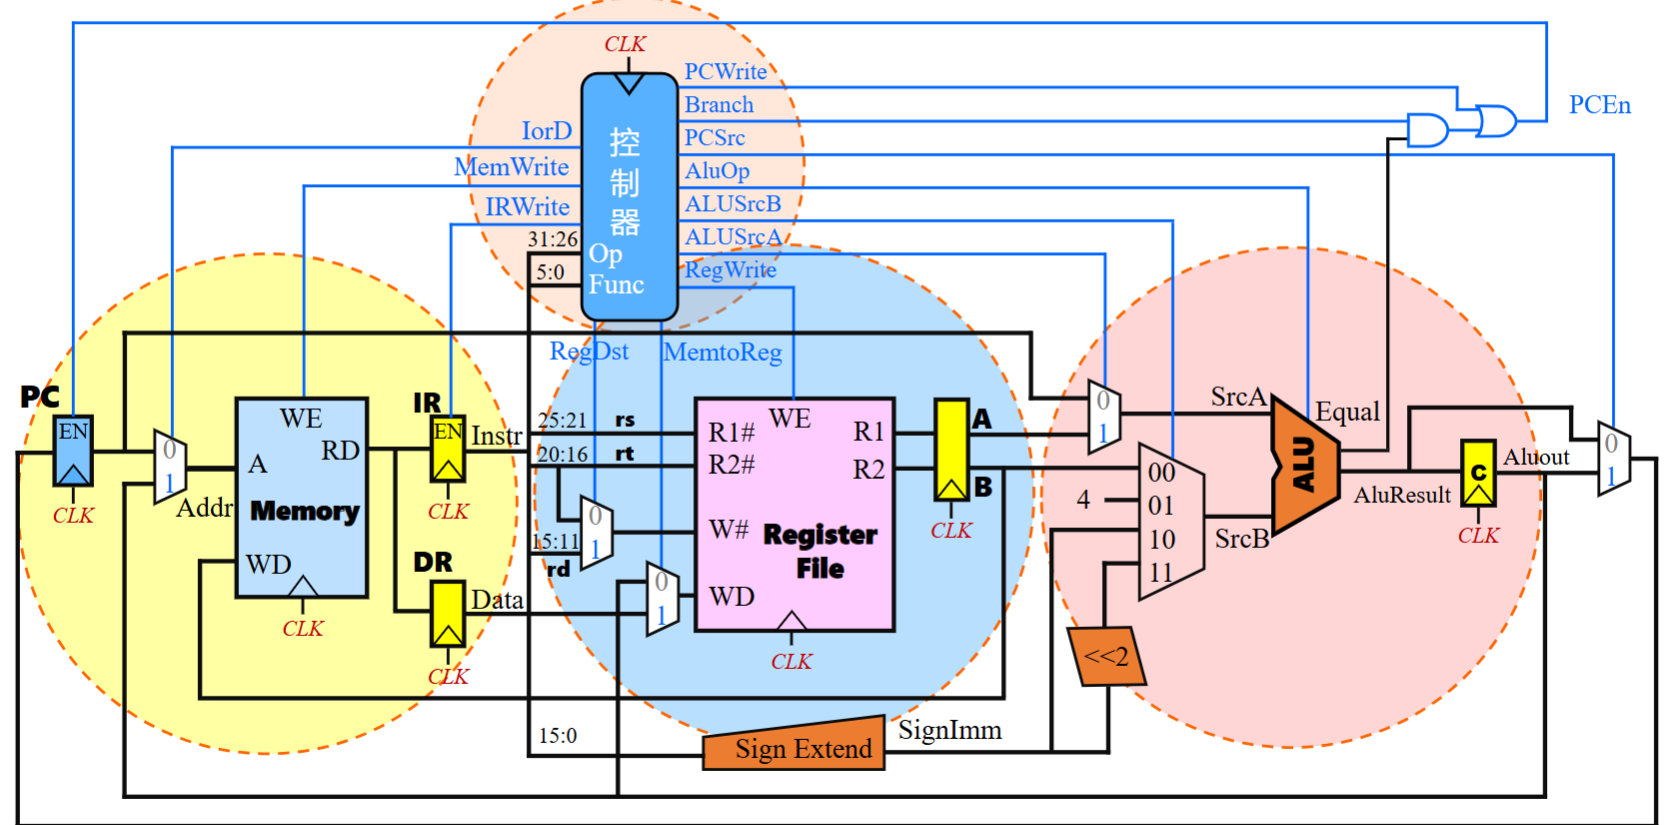 CLK
PCWrite
Branch
PCSrc
AluOp
ALUSrcB
ALUSrcA
RegWrite
PCEn
IorD
MemWrite
IRWrite
控
制
器
31:26
Op
5:0
Func
RegDst
MemtoReg
PC
EN
CLK
0
1
Addr
WE
RD
A
Memory
WD
CLK
IR
EN
Instr
CLK
DR
Data
CLK
25:21 rs
20:16 rt
0
1
15:11
rd
0
1
WE
R1#
R1
R2#
R2
W#
Register
File
WD
CLK
A
B
CLK
15:0
Sign Extend
SignImm
0
1
4
00
01
10
11
<<2
SrcA
SrcB
ALU
Equal
AluResult
C
CLK
Aluout
0
1